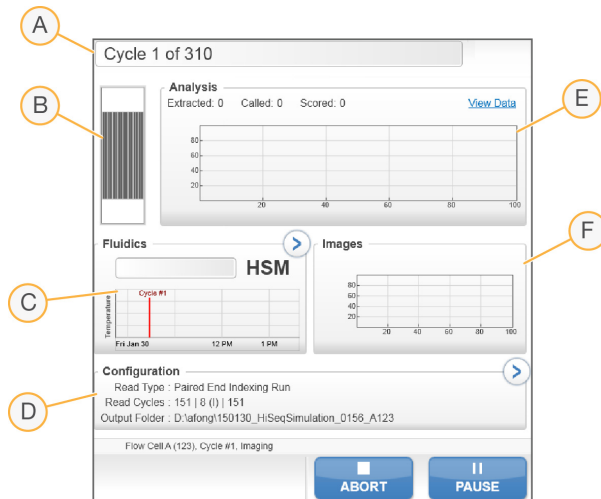 A
Cycle 1 of 310
B
Analysis
Extracted: 0 Called: 0 Scored: 0 View Data
80
60
40
20
20 40 60 80 100
E
Fluidics
HSM
Temperature
Cycle #1
Fri Jan 30 12 PM 1 PM
C
Images
80
60
40
20
20 40 60 80 100
F
Configuration
Read Type : Paired End Indexing Run
Read Cycles : 151 | 8 (I) | 151
Output Folder : D:\afong\150130_HiSeqSimulation_0156_A123
D
Flow Cell A (123), Cycle #1, Imaging
ABORT PAUSE